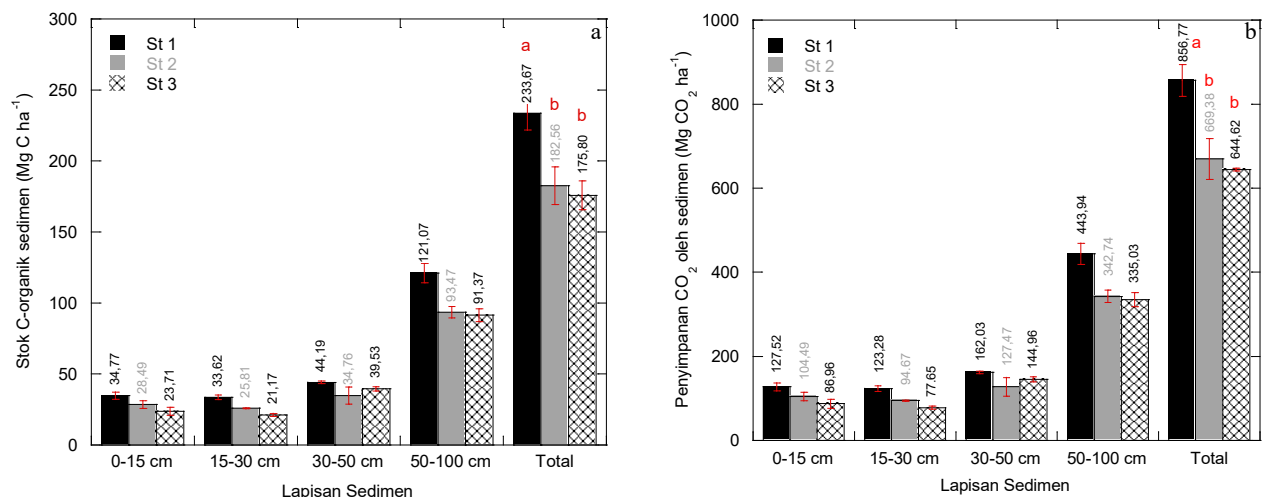 a
St 1
St 2
St 3
Stok C-organik sedimen (Mg C ha⁻¹)
300
250
200
150
100
50
0
34,77
28,49
23,71
33,62
25,81
21,17
44,19
34,76
39,53
121,07
93,47
91,37
a
233,67
b
182,56
b
175,80
0-15 cm
15-30 cm
30-50 cm
50-100 cm
Total
Lapisan Sedimen
b
St 1
St 2
St 3
Penyimpanan CO₂ oleh sedimen (Mg CO₂ ha⁻¹)
1000
800
600
400
200
0
127,52
104,49
86,96
123,28
94.67
77.65
162,03
127,47
144,96
443,94
342,74
335,03
a
856,77
b
669,38
b
644,62
0-15 cm
15-30 cm
30-50 cm
50-100 cm
Total
Lapisan Sedimen